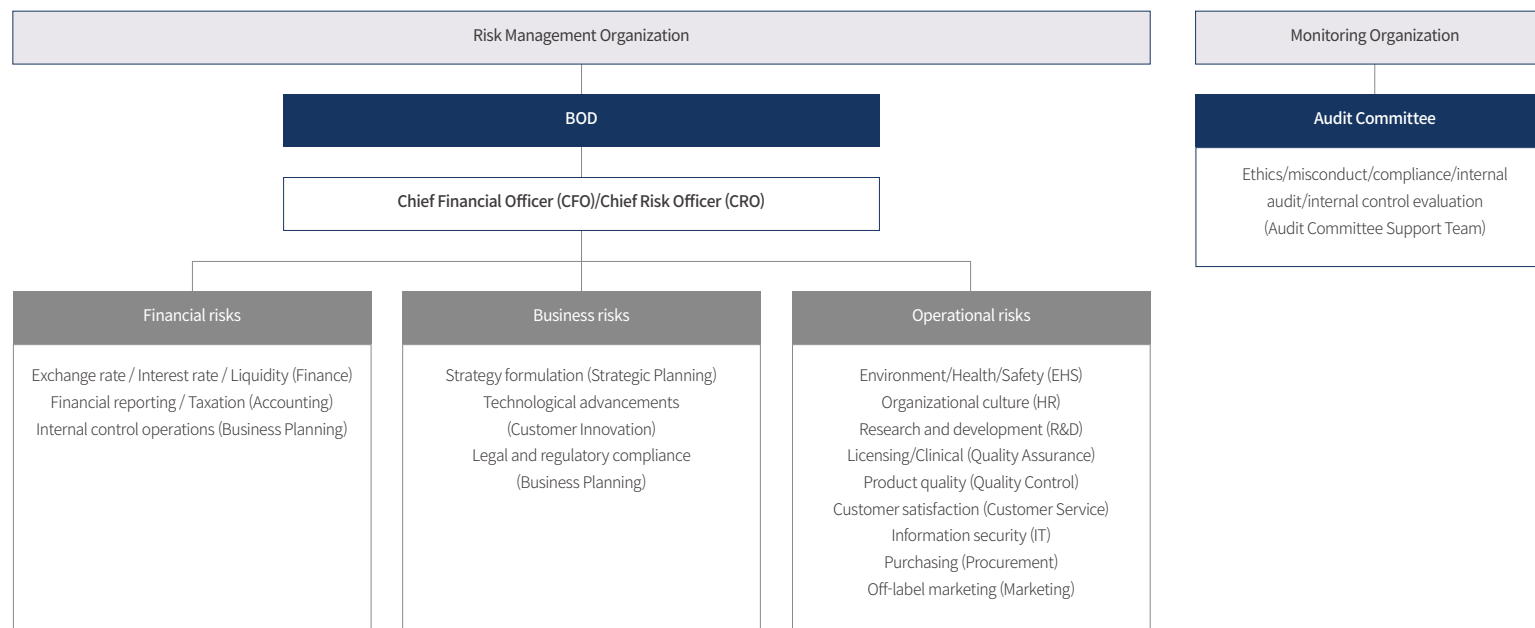 Risk Management Organization
BOD
Chief Financial Officer (CFO)/Chief Risk Officer (CRO)
Financial risks
Exchange rate / Interest rate / Liquidity (Finance)
Financial reporting / Taxation (Accounting)
Internal control operations (Business Planning)
Business risks
Strategy formulation (Strategic Planning)
Technological advancements
(Customer Innovation)
Legal and regulatory compliance
(Business Planning)
Operational risks
Environment/Health/Safety (EHS)
Organizational culture (HR)
Research and development (R&D)
Licensing/Clinical (Quality Assurance)
Product quality (Quality Control)
Customer satisfaction (Customer Service)
Information security (IT)
Purchasing (Procurement)
Off-label marketing (Marketing)
Monitoring Organization
Audit Committee
Ethics/misconduct/compliance/internal
audit/internal control evaluation
(Audit Committee Support Team)